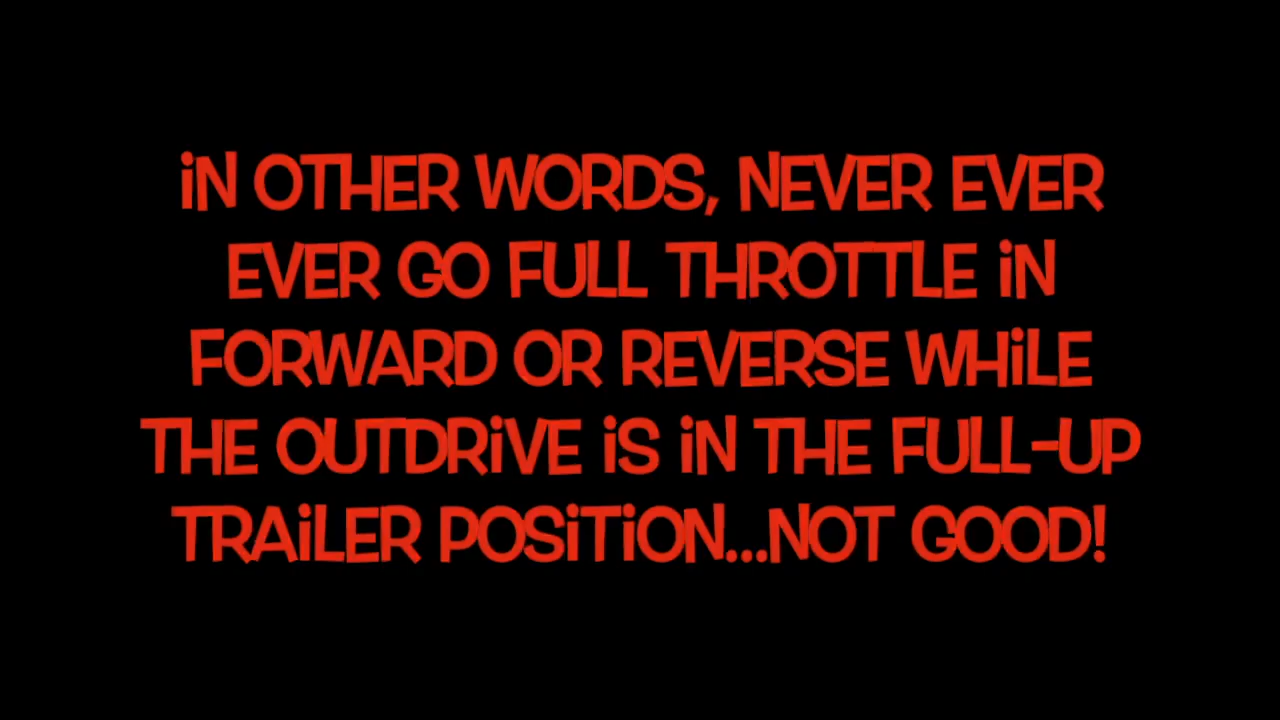 iN OTHER WORDS, NEVER EVER
EVER GO FULL THROTTLE iN
FORWARD OR REVERSE WHiLE
THE OUTDRiVE iS iN THE FULL-UP
TRAiLER POSiTiON...NOT GOOD!